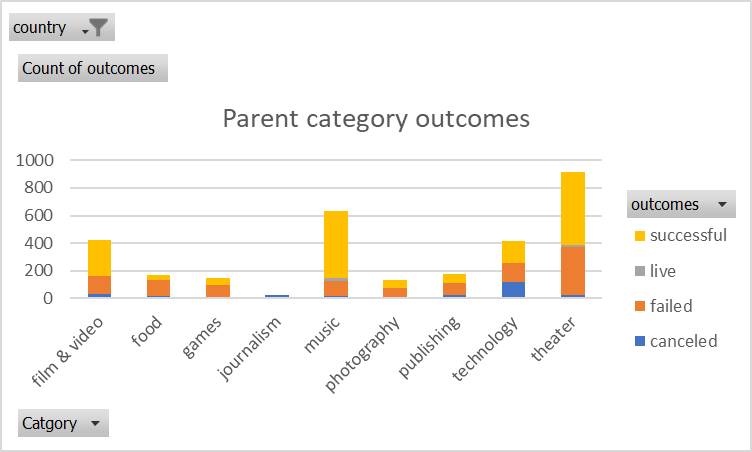 country
Count of outcomes
Parent category outcomes
1000
800
600
400
200
0
film & video
food
games
journalism
music
photography
publishing
technology
theater
outcomes
successful
live
failed
canceled
Catgory